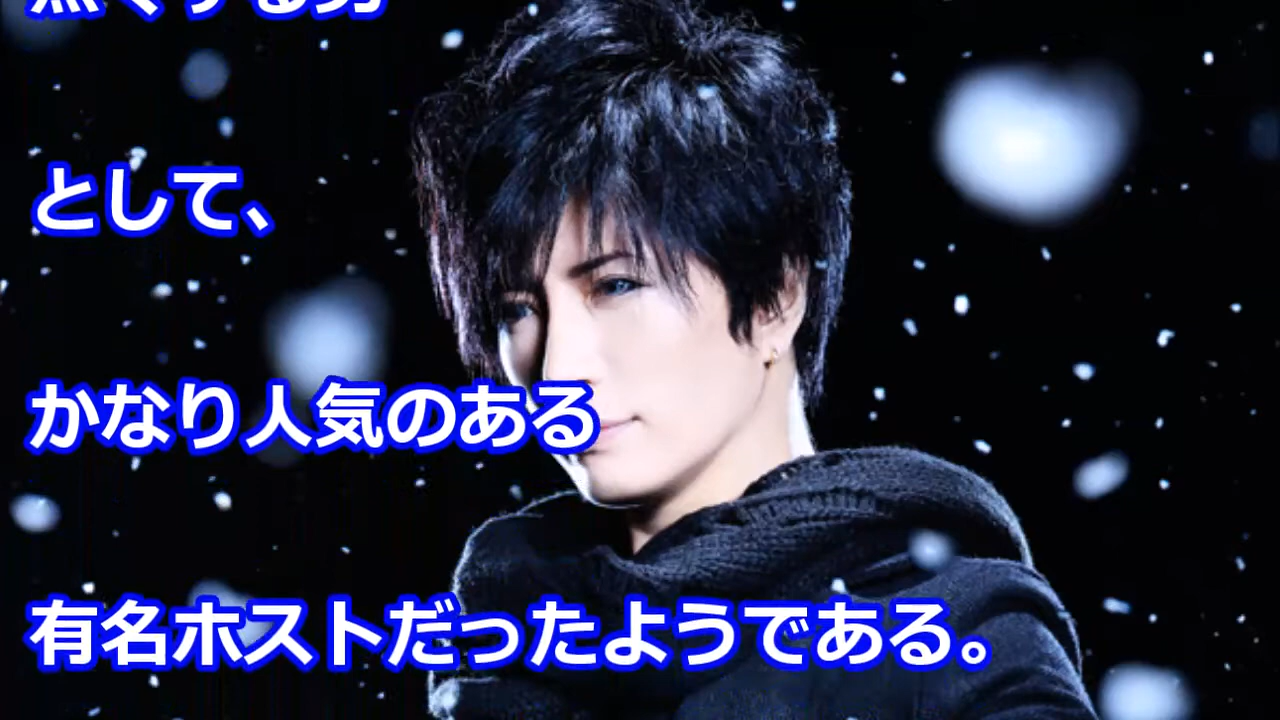 として、
かなり人気のある
有名ホストだったようである。